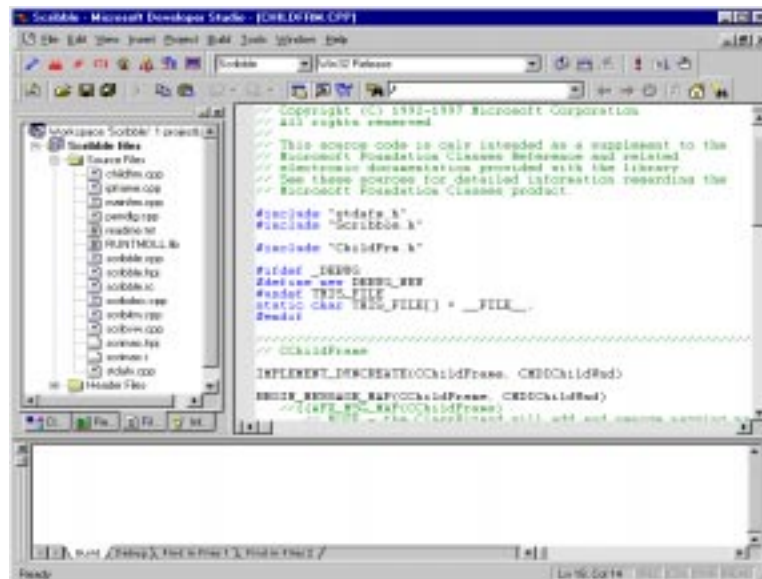 Scribble - Microsoft Developer Studio - [CHILDFRM.CPP]
File Edit View Insert Project Build Tools Window Help
Scribble Win32 Release
Workspace 'Scribble' 1 project
Scribble files
Source Files
childfrm.cpp
ipframe.cpp
mainfrm.cpp
pendlg.cpp
readme.txt
scribble.cpp
scribble.hpj
scribble.rc
stdafx.cpp
Header Files
// Copyright (C) 1992-1997 Microsoft Corporation
// All rights reserved
//
// This source code is only intended as a supplement to the
// Microsoft Foundation Classes Reference and related
// electronic documentation provided with the library
// See these sources for detailed information regarding the
// Microsoft Foundation Classes product.
#include "stdafx.h"
#include
#include "ChildFrm.h"
#ifdef _DEBUG
#define new DEBUG_NEW
#undef THIS_FILE
static char THIS_FILE[] = __FILE__;
#endif
// CChildFrame
IMPLEMENT_DYNCREATE(CChildFrame, CMDIChildWnd)
BEGIN_MESSAGE_MAP(CChildFrame, CMDIChildWnd)
//{{AFX_MSG_MAP(CChildFrame)
Build Debug Find in Files 1 Find in Files 2
Ready